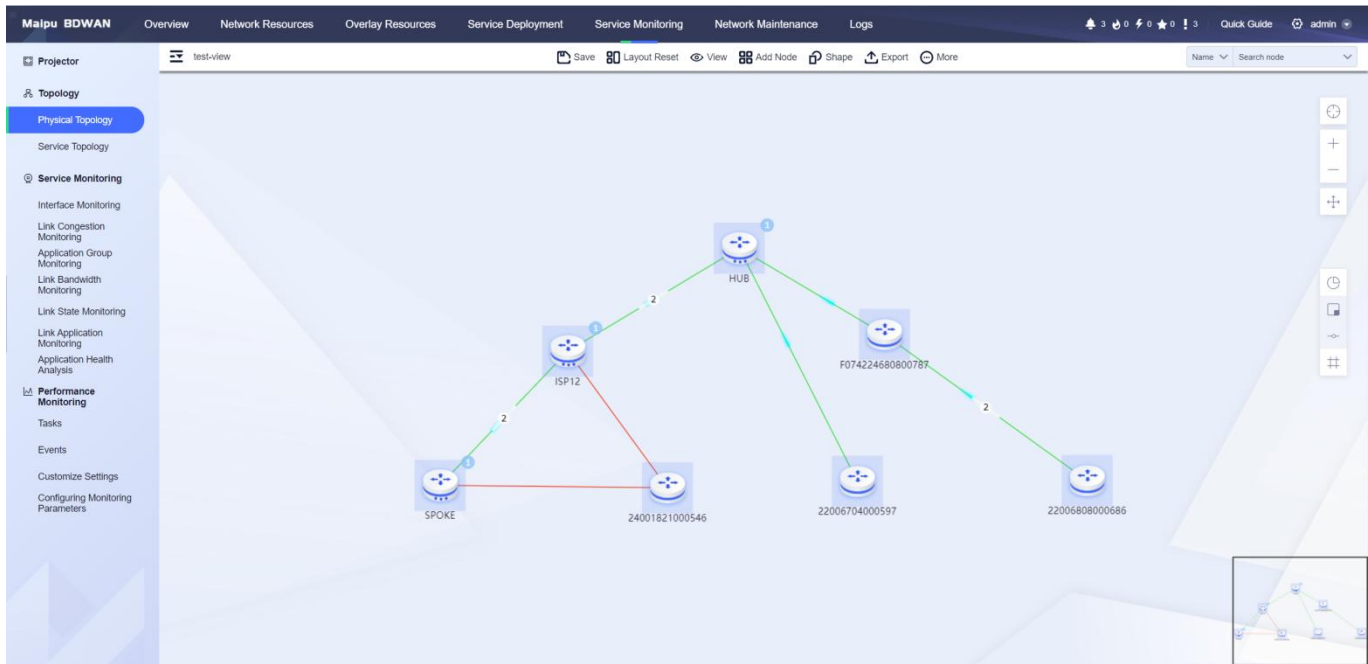 Maipu BDWAN Overview Network Resources Overlay Resources Service Deployment Service Monitoring Network Maintenance Logs 3 0 0 0 3 Quick Guide admin
Projector
test-view Save Layout Reset View Add Node Shape Export More Name Search node
Topology
Physical Topology
Service Topology
Service Monitoring
Interface Monitoring
Link Congestion
Monitoring
Application Group
Monitoring
Link Bandwidth
Monitoring
Link State Monitoring
Link Application
Monitoring
Application Health
Analysis
Performance
Monitoring
Tasks
Events
Customize Settings
Configuring Monitoring
Parameters
1
HUB
2
1
ISP12
F074224680800787
2
2
1
SPOKE
24001821000546
22006704000597
22006808000686